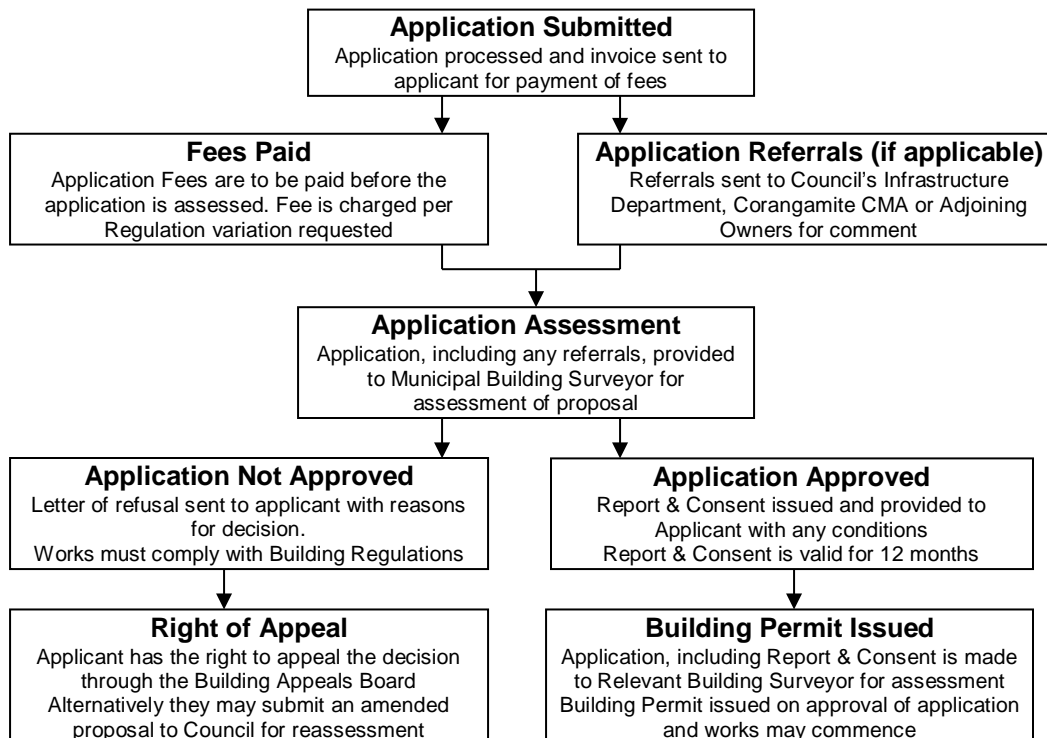 Application Submitted
Application processed and invoice sent to
applicant for payment of fees
Fees Paid
Application Fees are to be paid before the
application is assessed. Fee is charged per
Regulation variation requested
Application Referrals (if applicable)
Referrals sent to Council's Infrastructure
Department, Corangamite CMA or Adjoining
Owners for comment
Application Assessment
Application, including any referrals, provided
to Municipal Building Surveyor for
assessment of proposal
Application Not Approved
Letter of refusal sent to applicant with reasons
for decision.
Works must comply with Building Regulations
Application Approved
Report & Consent issued and provided to
Applicant with any conditions
Report & Consent is valid for 12 months
Right of Appeal
Applicant has the right to appeal the decision
through the Building Appeals Board
Alternatively they may submit an amended
proposal to Council for reassessment
Building Permit Issued
Application, including Report & Consent is made
to Relevant Building Surveyor for assessment
Building Permit issued on approval of application
and works may commence